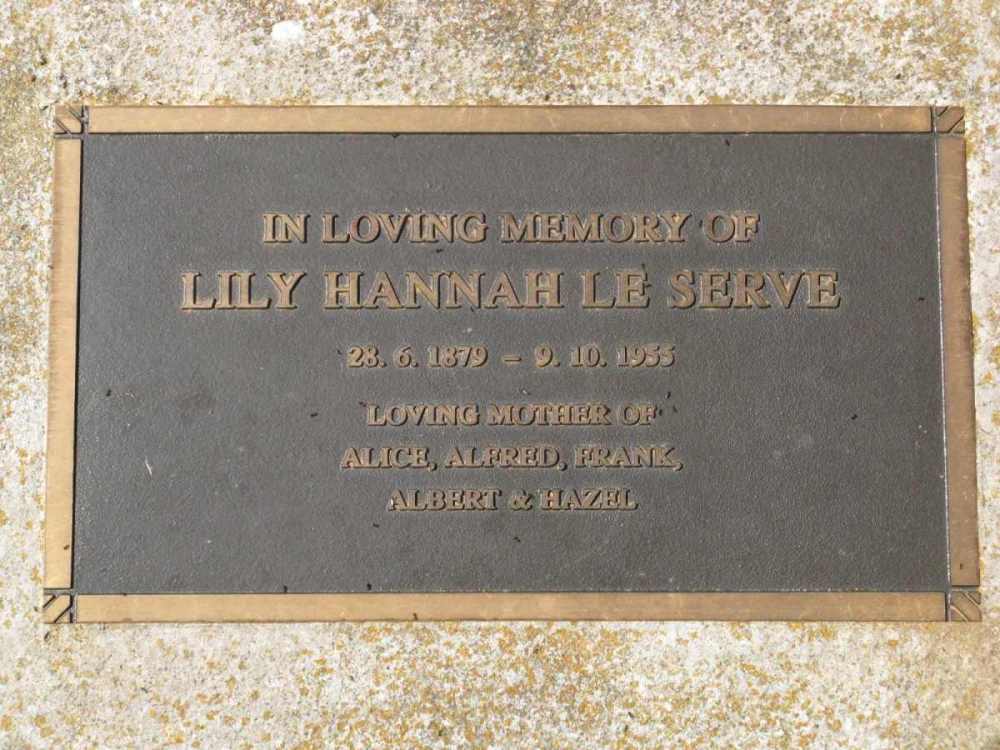 IN LOVING MEMORY OF
LILY HANNAH LE SERVE
28. 6. 1879 – 9. 10. 1955
LOVING MOTHER OF
ALICE, ALFRED, FRANK,
ALBERT & HAZEL